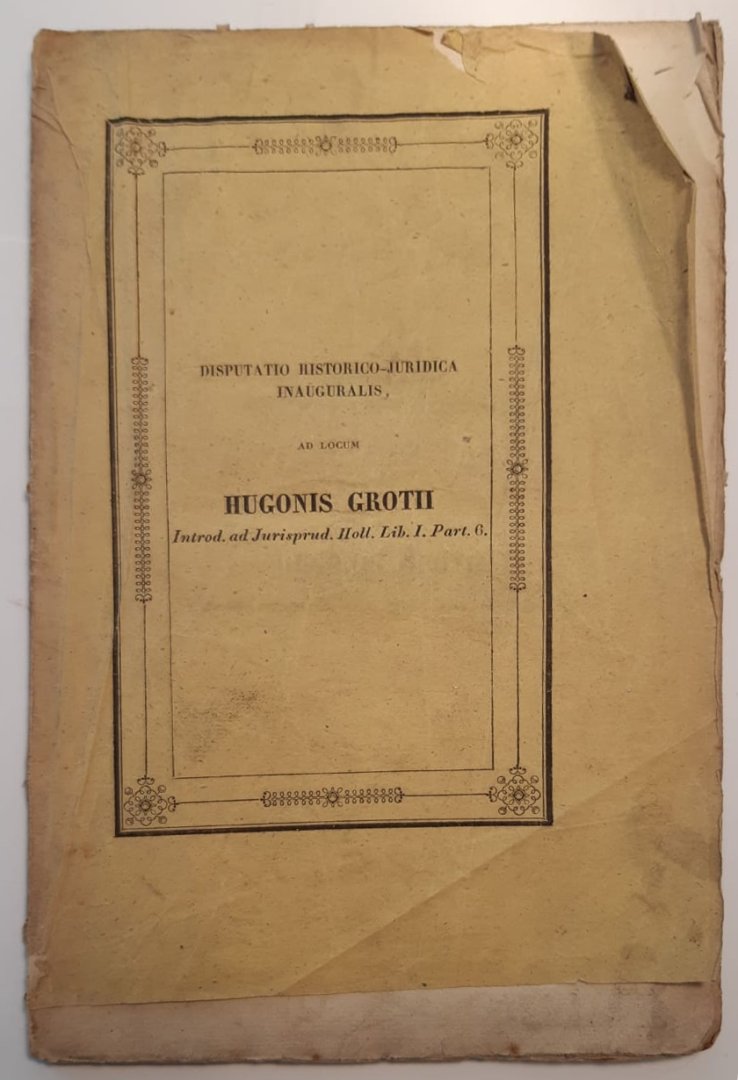 DISPUTATIO HISTORICO-JURIDICA
INAUGURALIS,
AD LOCUM
HUGONIS GROTII
Introd. ad Jurisprud. Holl. Lib. I. Part. 6.